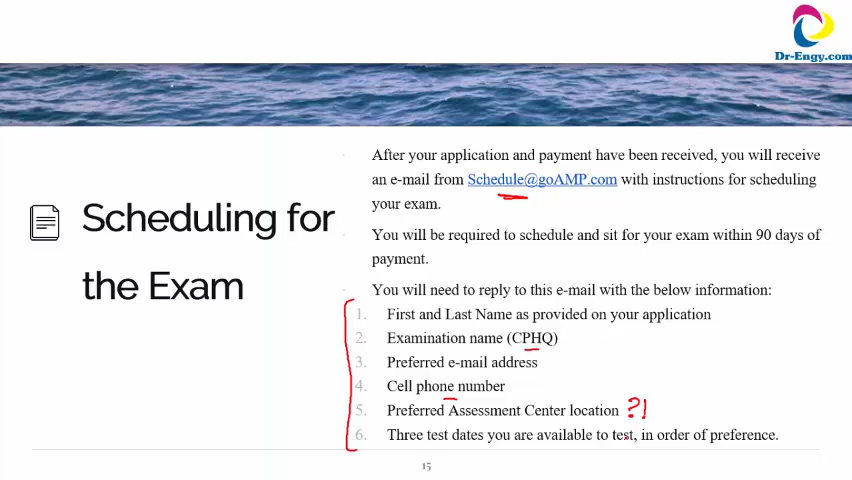 Dr-Engy.com
Scheduling for
the Exam
After your application and payment have been received, you will receive
an e-mail from Schedule@goAMP.com with instructions for scheduling
your exam.
You will be required to schedule and sit for your exam within 90 days of
payment.
You will need to reply to this e-mail with the below information:
1. First and Last Name as provided on your application
2. Examination name (CPHQ)
3. Preferred e-mail address
4. Cell phone number
5. Preferred Assessment Center location ?!
6. Three test dates you are available to test, in order of preference.
15